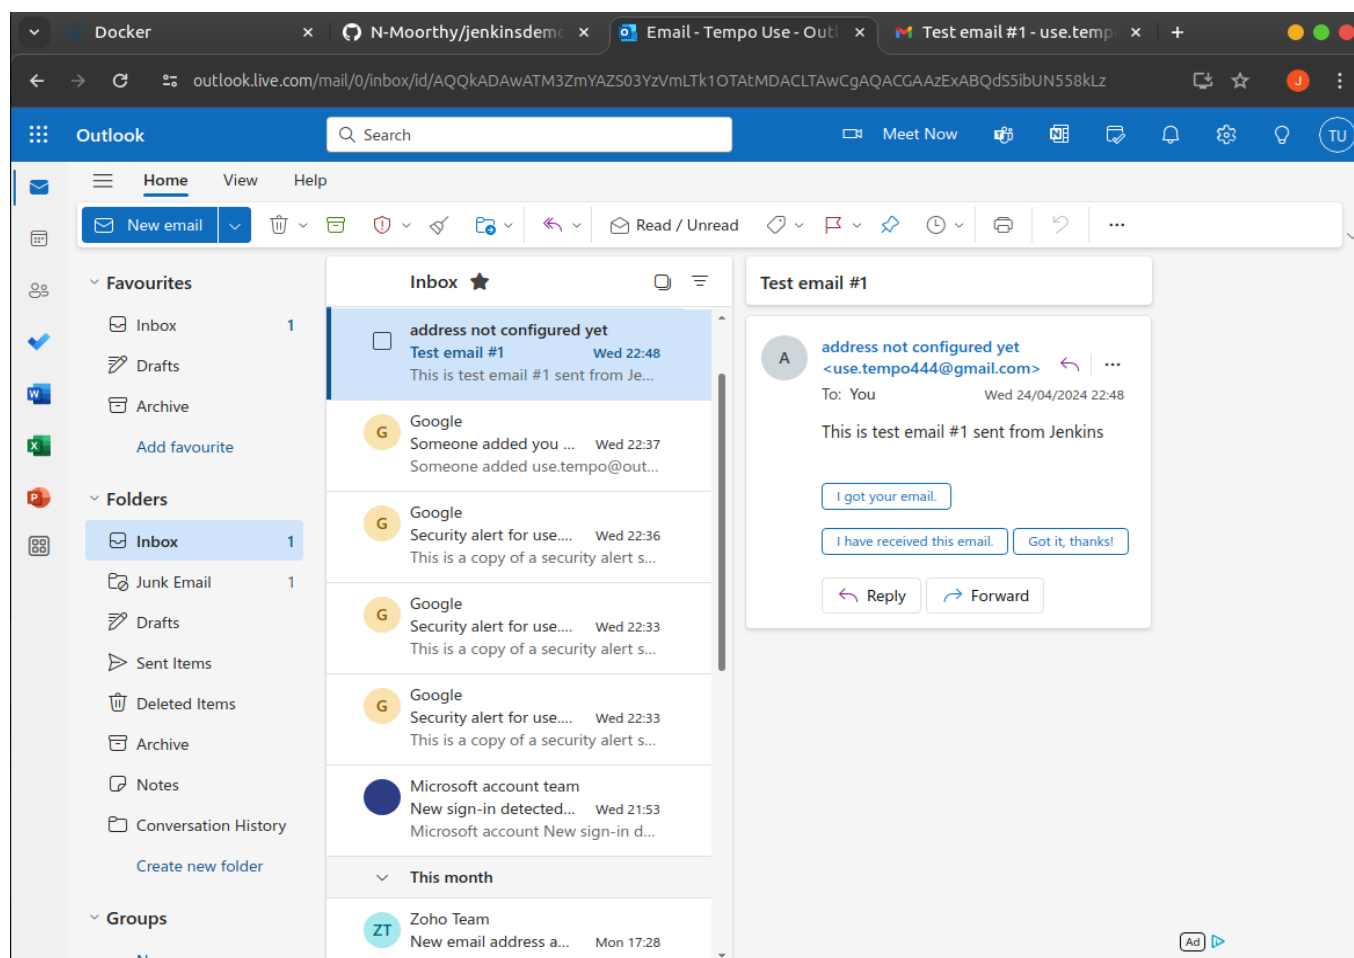 Docker
N-Moorthy/jenkinsdemo
Email - Tempo Use - Outl
Test email #1 - use.temp
outlook.live.com/mail/0/inbox/id/AQQkADAwATM3ZmYAZS03YzVmLTk1OTAtMDACLTAwCgAQACGAAzExABQdS5ibUN558kLz
J
Outlook
Search
Meet Now
TU
Home View Help
New email
Read / Unread
Favourites
Inbox 1
Drafts
Archive
Add favourite
Folders
Inbox 1
Junk Email 1
Drafts
Sent Items
Deleted Items
Archive
Notes
Conversation History
Create new folder
Groups
Inbox
address not configured yet
Test email #1 Wed 22:48
This is test email #1 sent from Je...
G
Google
Someone added you ... Wed 22:37
Someone added use.tempo@out...
G
Google
Security alert for use.... Wed 22:36
This is a copy of a security alert s...
G
Google
Security alert for use.... Wed 22:33
This is a copy of a security alert s...
G
Google
Security alert for use.... Wed 22:33
This is a copy of a security alert s...
Microsoft account team
New sign-in detected... Wed 21:53
Microsoft account New sign-in d...
This month
ZT
Zoho Team
New email address a... Mon 17:28
Test email #1
A
address not configured yet
<use.tempo444@gmail.com>
To: You Wed 24/04/2024 22:48
This is test email #1 sent from Jenkins
I got your email.
I have received this email. Got it, thanks!
Reply Forward
Ad